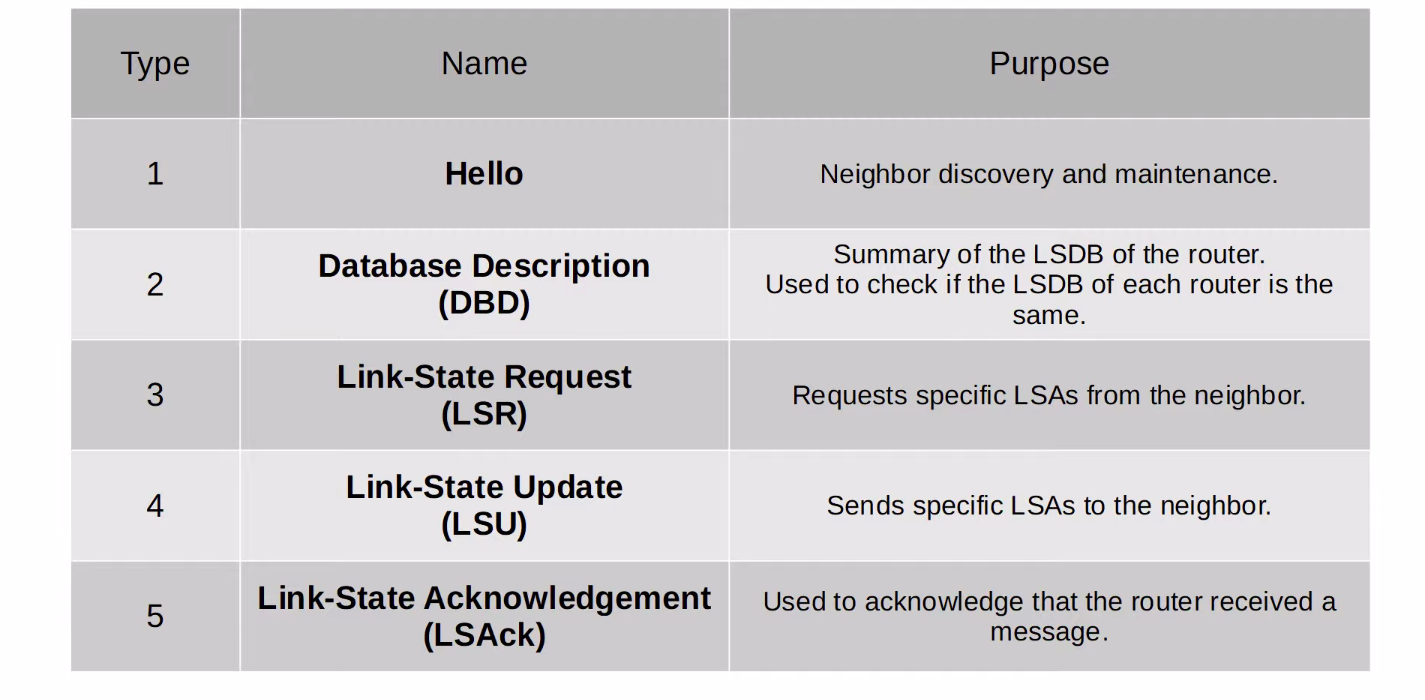 Type
Name
Purpose
1
Hello
Neighbor discovery and maintenance.
2
Database Description
(DBD)
Summary of the LSDB of the router.
Used to check if the LSDB of each router is the
same.
3
Link-State Request
(LSR)
Requests specific LSAs from the neighbor.
4
Link-State Update
(LSU)
Sends specific LSAs to the neighbor.
5
Link-State Acknowledgement
(LSAck)
Used to acknowledge that the router received a
message.